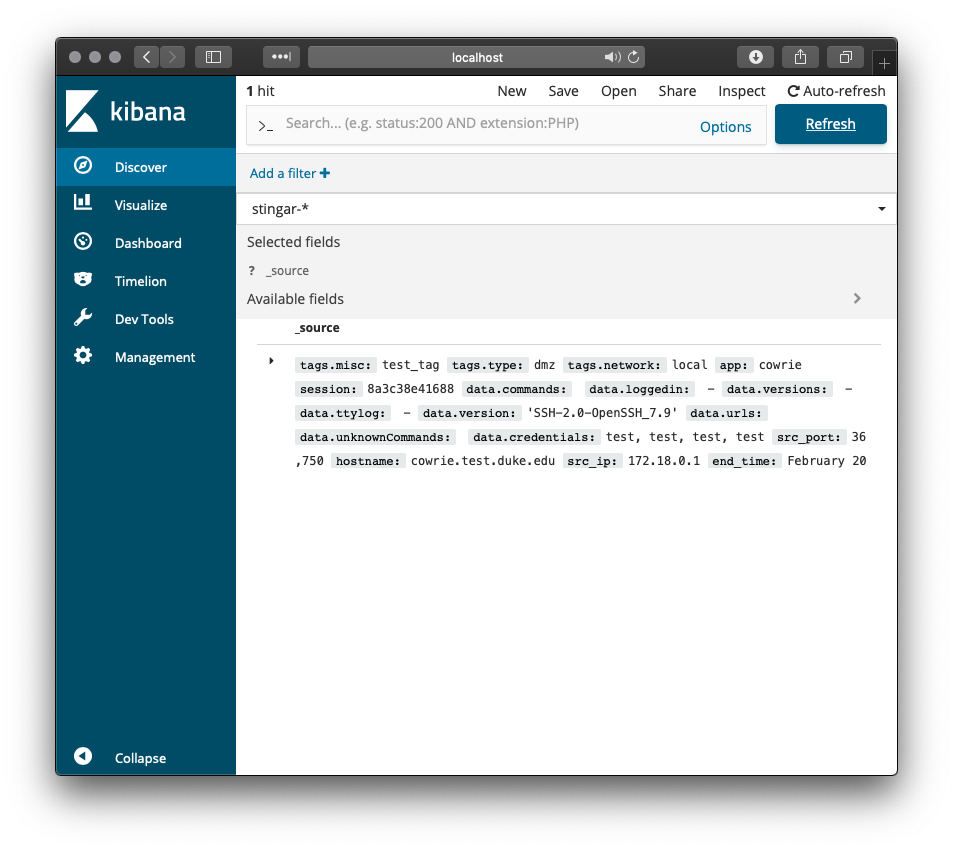 localhost
kibana
Discover
Visualize
Dashboard
Timelion
Dev Tools
Management
Collapse
1 hit
New Save Open Share Inspect Auto-refresh
>_ Search... (e.g. status:200 AND extension:PHP) Options Refresh
Add a filter +
stingar-*
Selected fields
? _source
Available fields
_source
tags.misc: test_tag tags.type: dmz tags.network: local app: cowrie
session: 8a3c38e41688 data.commands: data.loggedin: - data.versions: -
data.ttylog: - data.version: 'SSH-2.0-OpenSSH_7.9' data.urls:
data.unknownCommands: data.credentials: test, test, test, test src_port: 36
,750 hostname: cowrie.test.duke.edu src_ip: 172.18.0.1 end_time: February 20